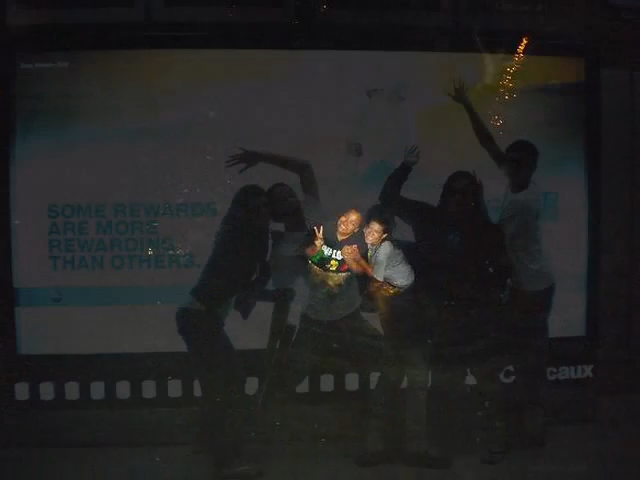 SOME REWARDS
ARE MORE
REWARDING
THAN OTHERS.
caux